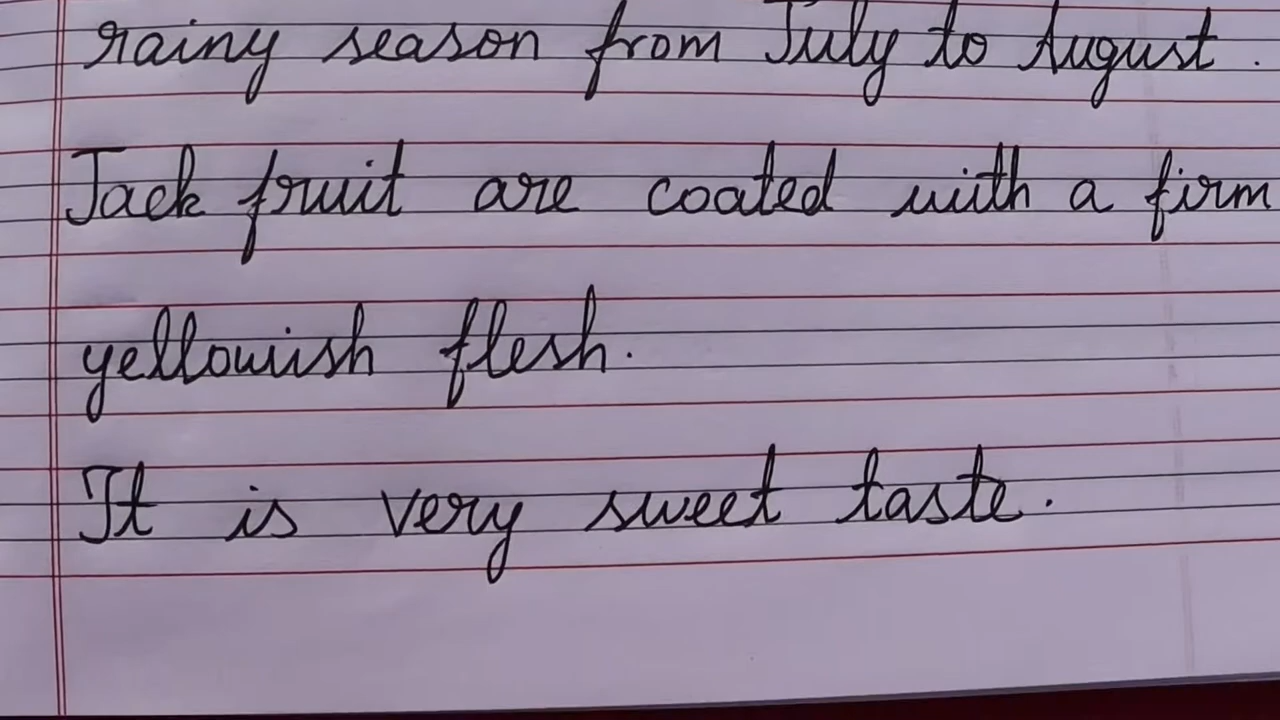 rainy season from July to August.
Jack fruit are coated with a firm
yellowish flesh.
It is very sweet taste.